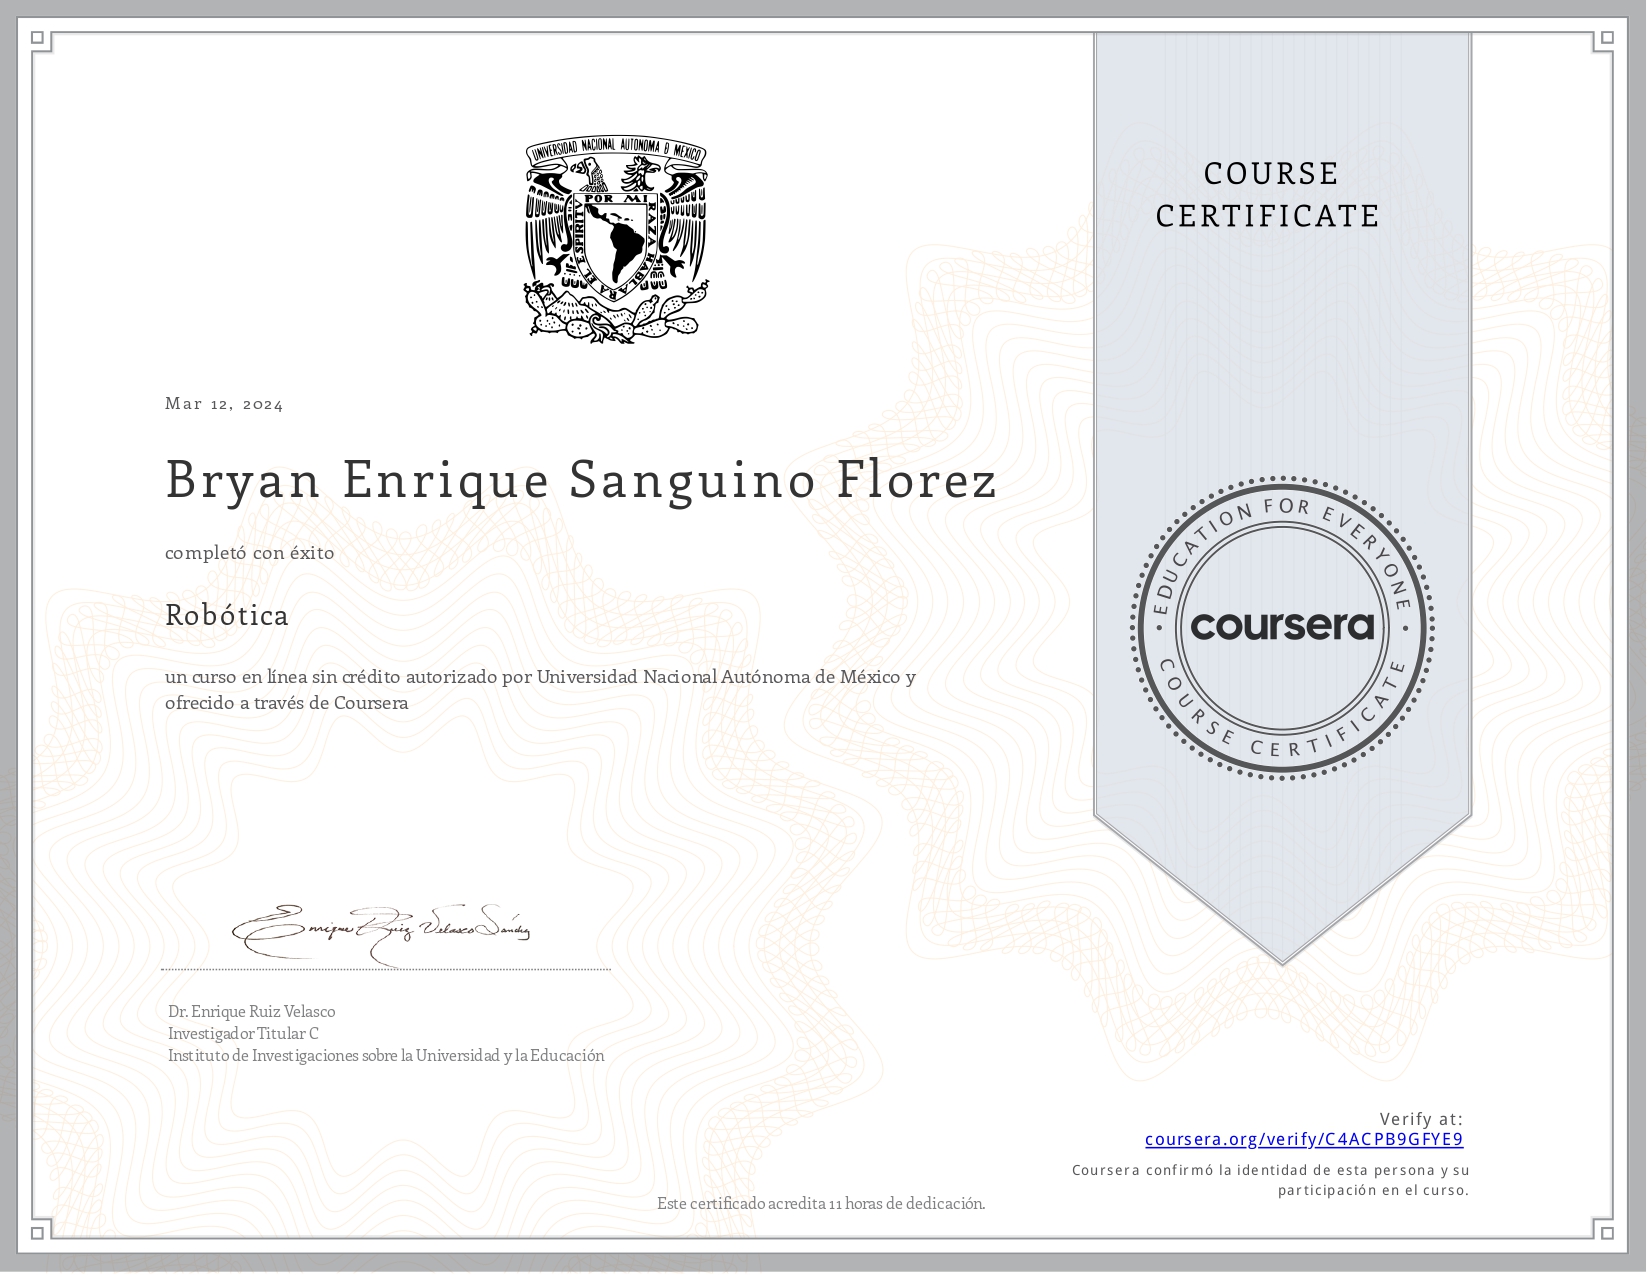 UNIVERSIDAD NACIONAL AUTONOMA D MEXICO
POR MI RAZA HABLARA EL ESPIRITV
COURSE
CERTIFICATE
Mar 12, 2024
Bryan Enrique Sanguino Florez
completó con éxito
Robótica
un curso en línea sin crédito autorizado por Universidad Nacional Autónoma de México y
ofrecido a través de Coursera
EDUCATION FOR EVERYONE
coursera
COURSE CERTIFICATE
Enrique Ruiz Velasco Sánchez
Dr. Enrique Ruiz Velasco
Investigador Titular C
Instituto de Investigaciones sobre la Universidad y la Educación
Verify at:
coursera.org/verify/C4ACPB9GFYE9
Coursera confirmó la identidad de esta persona y su
participación en el curso.
Este certificado acredita 11 horas de dedicación.